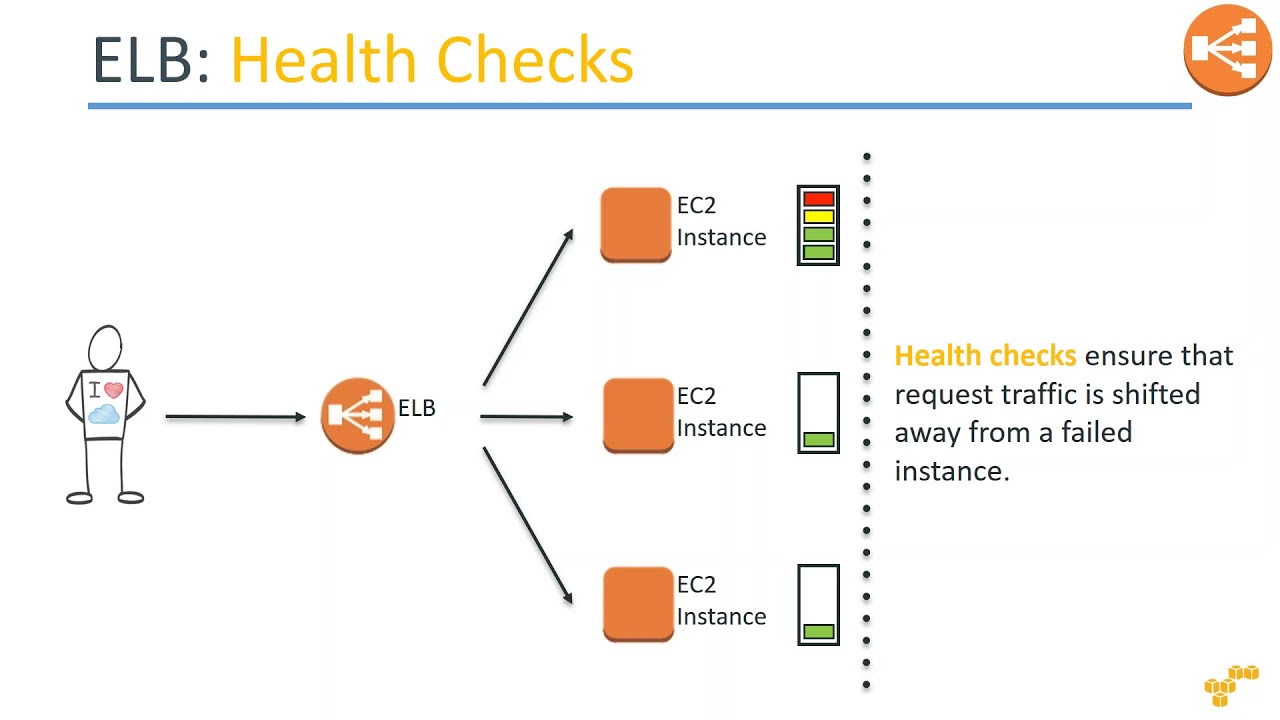 ELB: Health Checks
EC2
Instance
I
ELB
EC2
Instance
EC2
Instance
Health checks ensure that
request traffic is shifted
away from a failed
instance.